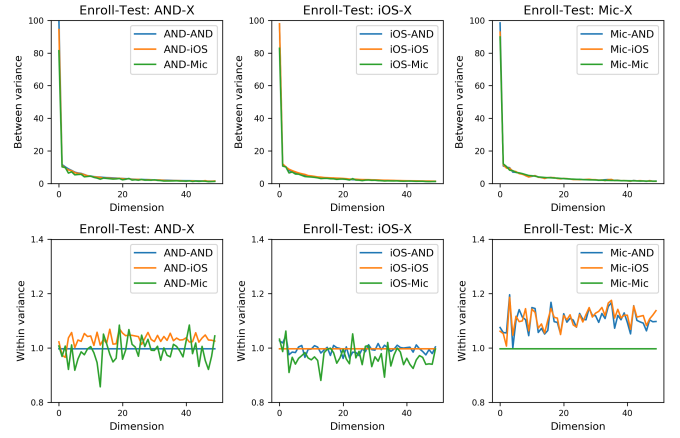 Enroll-Test: AND-X
Between variance
100
80
60
40
20
0
AND-AND
AND-iOS
AND-Mic
0
20
40
Dimension
Enroll-Test: iOS-X
Between variance
100
80
60
40
20
0
iOS-AND
iOS-iOS
iOS-Mic
0
20
40
Dimension
Enroll-Test: Mic-X
Between variance
100
80
60
40
20
0
Mic-AND
Mic-iOS
Mic-Mic
0
20
40
Dimension
Enroll-Test: AND-X
Within variance
1.4
1.2
1.0
0.8
AND-AND
AND-iOS
AND-Mic
0
20
40
Dimension
Enroll-Test: iOS-X
Within variance
1.4
1.2
1.0
0.8
iOS-AND
iOS-iOS
iOS-Mic
0
20
40
Dimension
Enroll-Test: Mic-X
Within variance
1.4
1.2
1.0
0.8
Mic-AND
Mic-iOS
Mic-Mic
0
20
40
Dimension